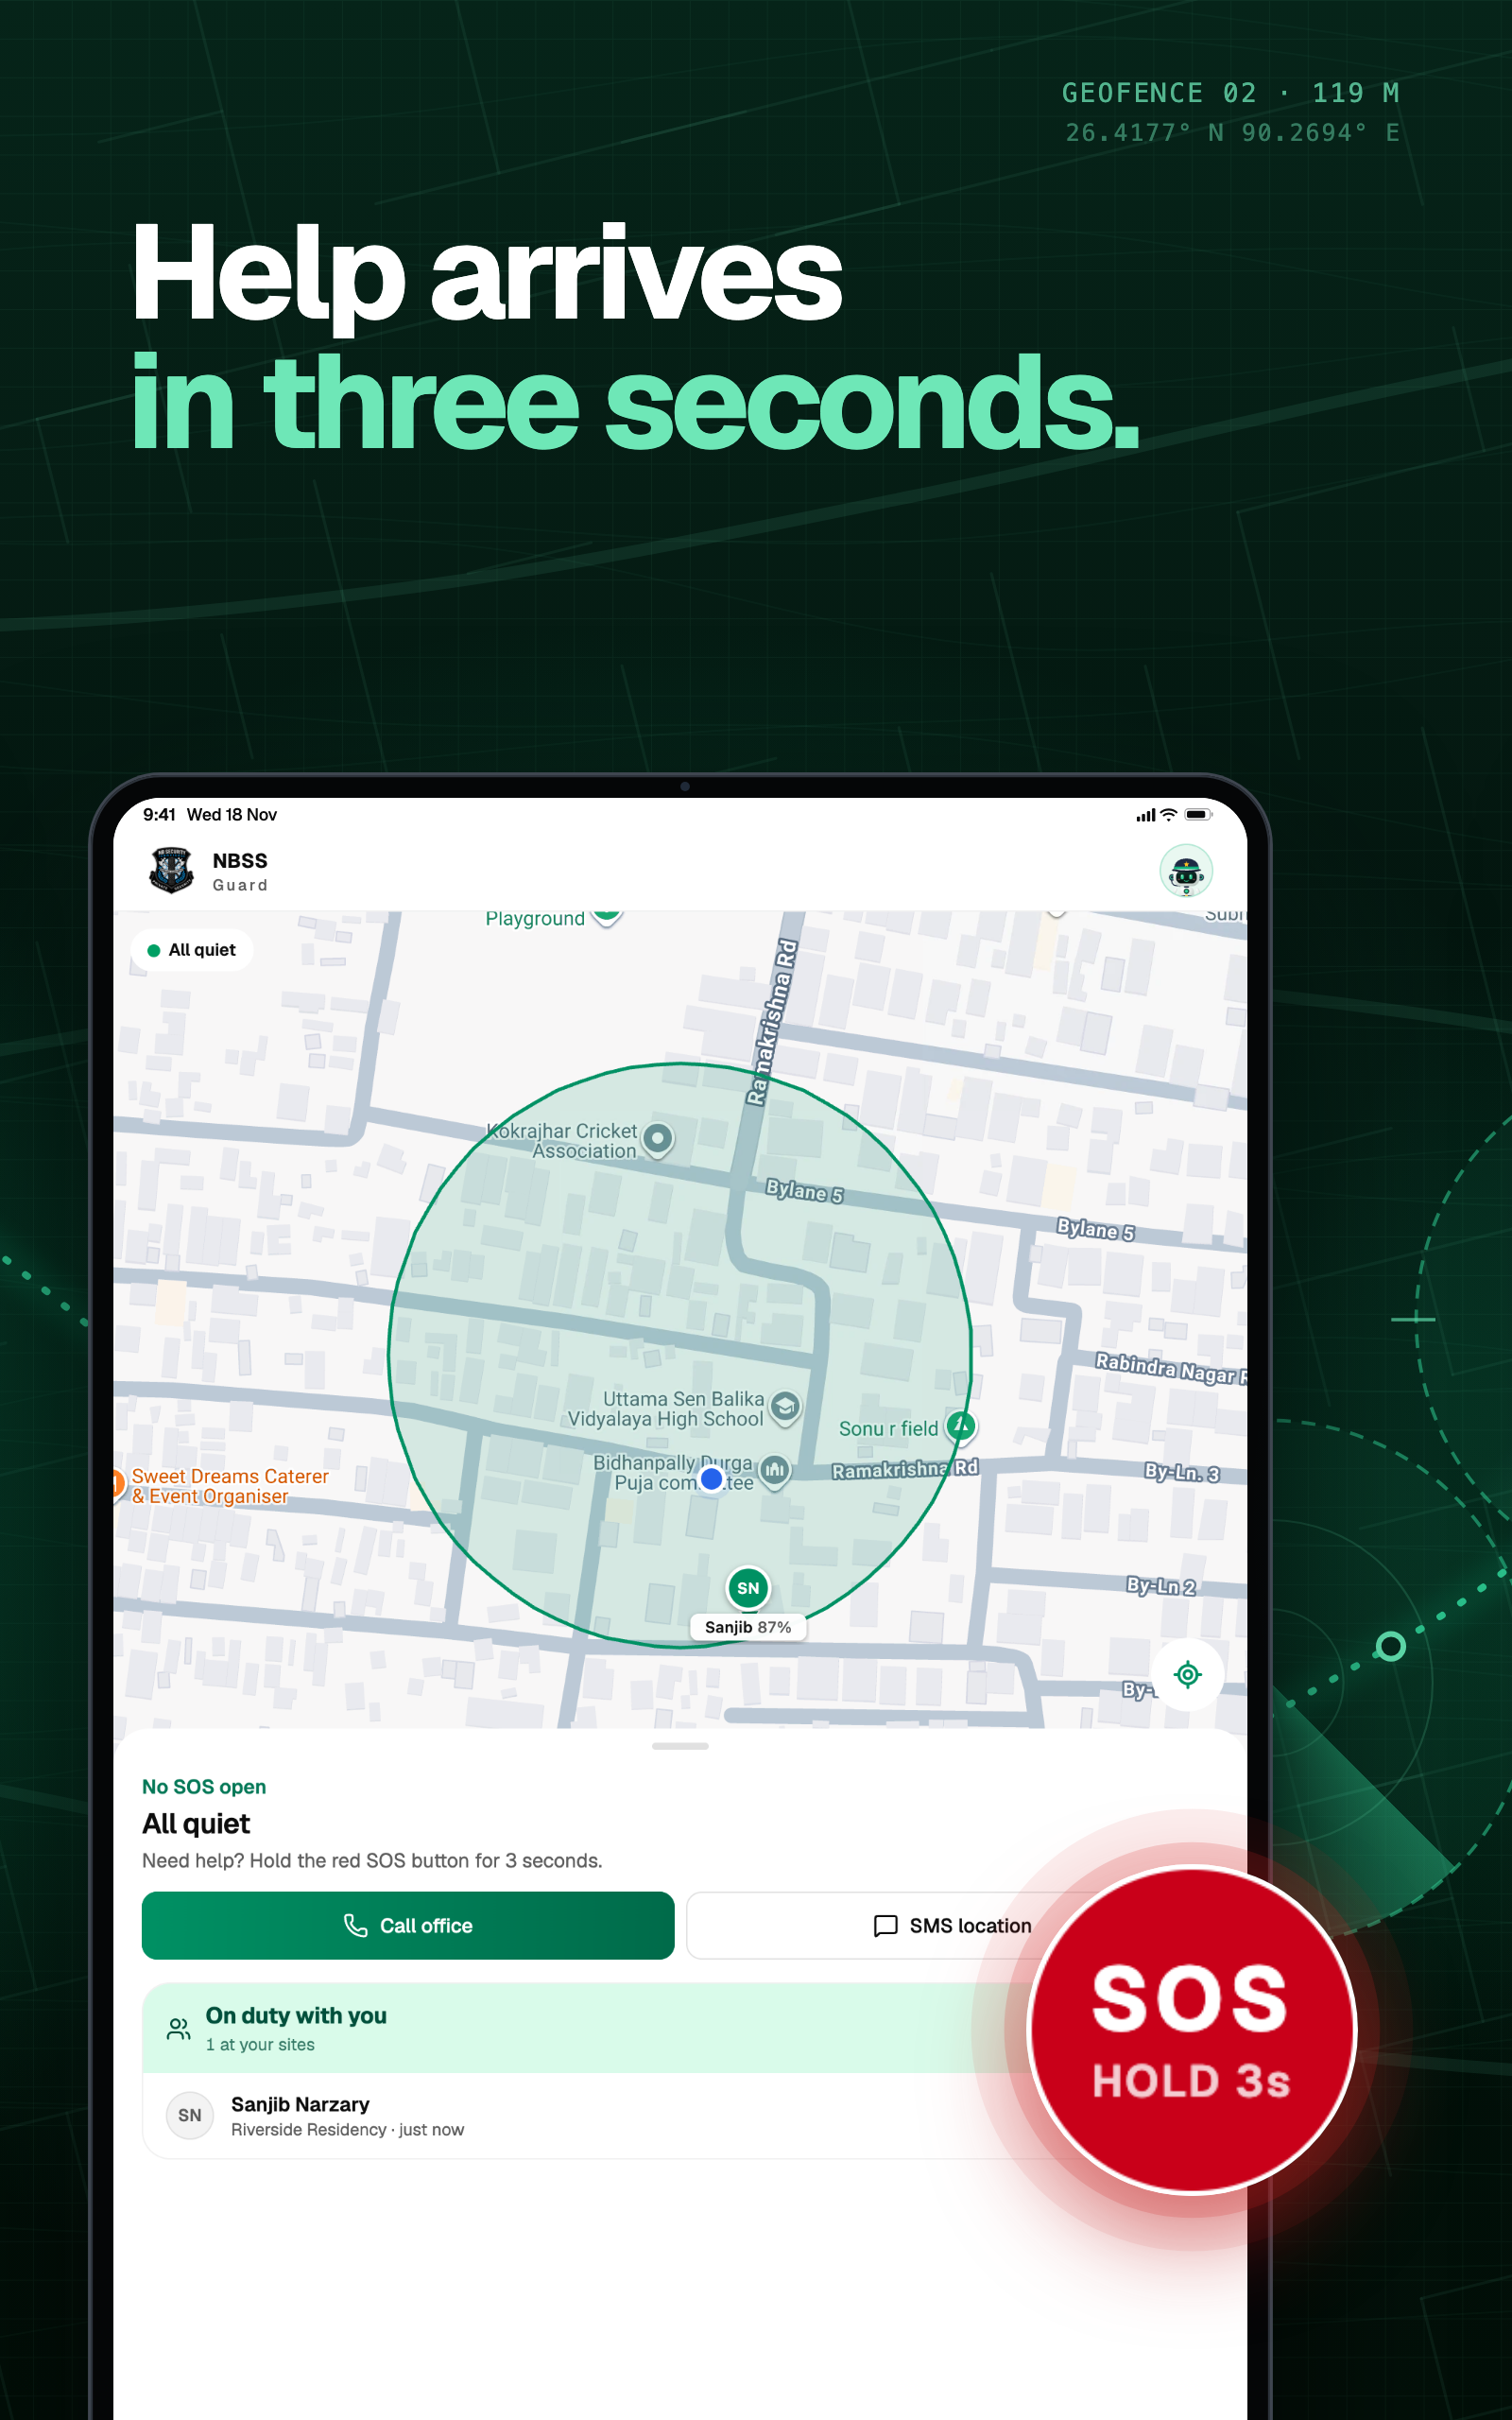 GEOFENCE 02 · 119 M
26.4177° N 90.2694° E
Help arrives
in three seconds.
9:41 Wed 18 Nov
NBSS
Guard
Playground
All quiet
Ramakrishna Rd
Kokrajhar Cricket
Association
Bylane 5
Bylane 5
Rabindra Nagar
Uttama Sen Balika
Vidyalaya High School
Sonu r field
Bidhanpally Durga
Puja
Ramakrishna Rd
By-Ln. 3
Sweet Dreams Caterer
& Event Organiser
By-Ln 2
SN
Sanjib 87%
By-
No SOS open
All quiet
Need help? Hold the red SOS button for 3 seconds.
Call office
SMS location
SOS
HOLD 3s
On duty with you
1 at your sites
SN
Sanjib Narzary
Riverside Residency · just now